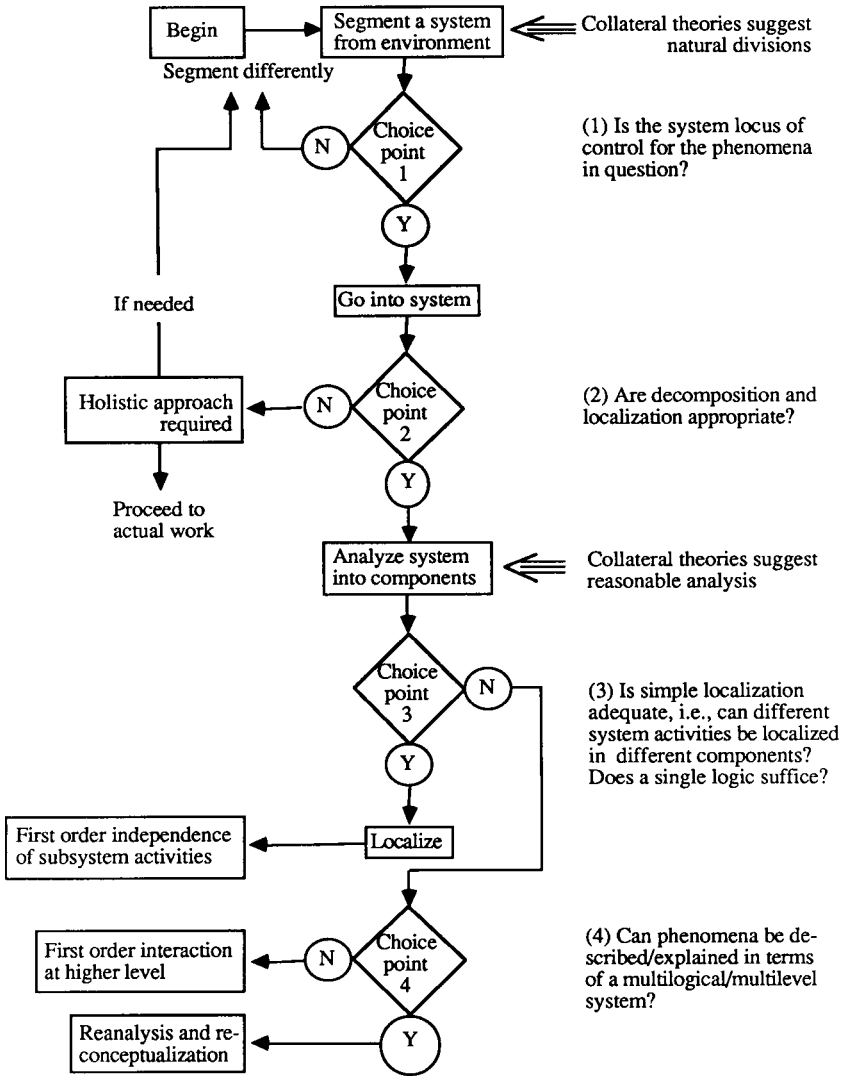 Begin
Segment a system
from environment
Collateral theories suggest
natural divisions
Segment differently
Choice
point
1
N
(1) Is the system locus of
control for the phenomena
in question?
Y
Go into system
If needed
Choice
point
2
N
Holistic approach
required
(2) Are decomposition and
localization appropriate?
Y
Proceed to
actual work
Analyze system
into components
Collateral theories suggest
reasonable analysis
Choice
point
3
N
(3) Is simple localization
adequate, i.e., can different
system activities be localized
in different components?
Does a single logic suffice?
Y
Localize
First order independence
of subsystem activities
Choice
point
4
N
First order interaction
at higher level
(4) Can phenomena be de-
scribed/explained in terms
of a multilogical/multilevel
system?
Y
Reanalysis and re-
conceptualization